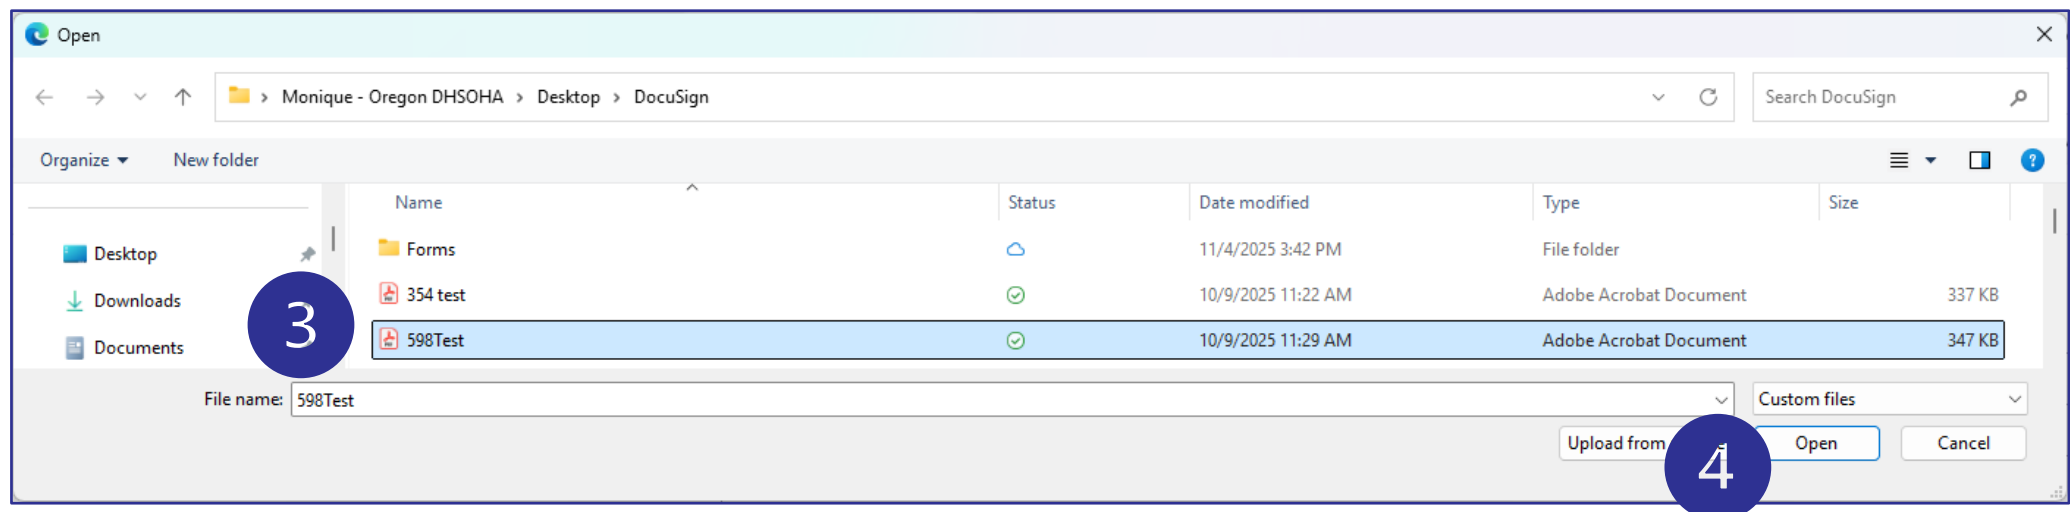 Open
Monique - Oregon DHSOHA > Desktop > DocuSign
Search DocuSign
Organize New folder
Name Status Date modified Type Size
Desktop
Forms 11/4/2025 3:42 PM File folder
Downloads
354 test 10/9/2025 11:22 AM Adobe Acrobat Document 337 KB
3
Documents
598Test 10/9/2025 11:29 AM Adobe Acrobat Document 347 KB
File name: 598Test Custom files
Upload from Open Cancel
4